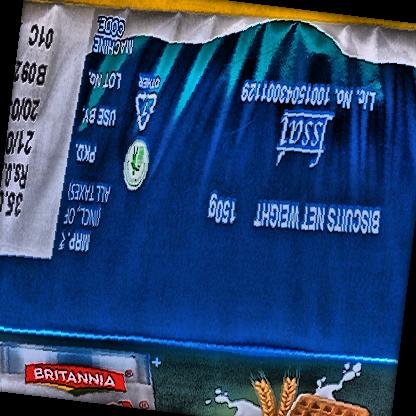 BISCUITS NET WEIGHT 150g
fssai
Lic. No. 10015043001129
MRP. ₹
(INCL. OF
ALL TAXES)
PKD.
USE BY.
LOT No.
MACHINE
CODE
OTHER
01C
BRITANNIA